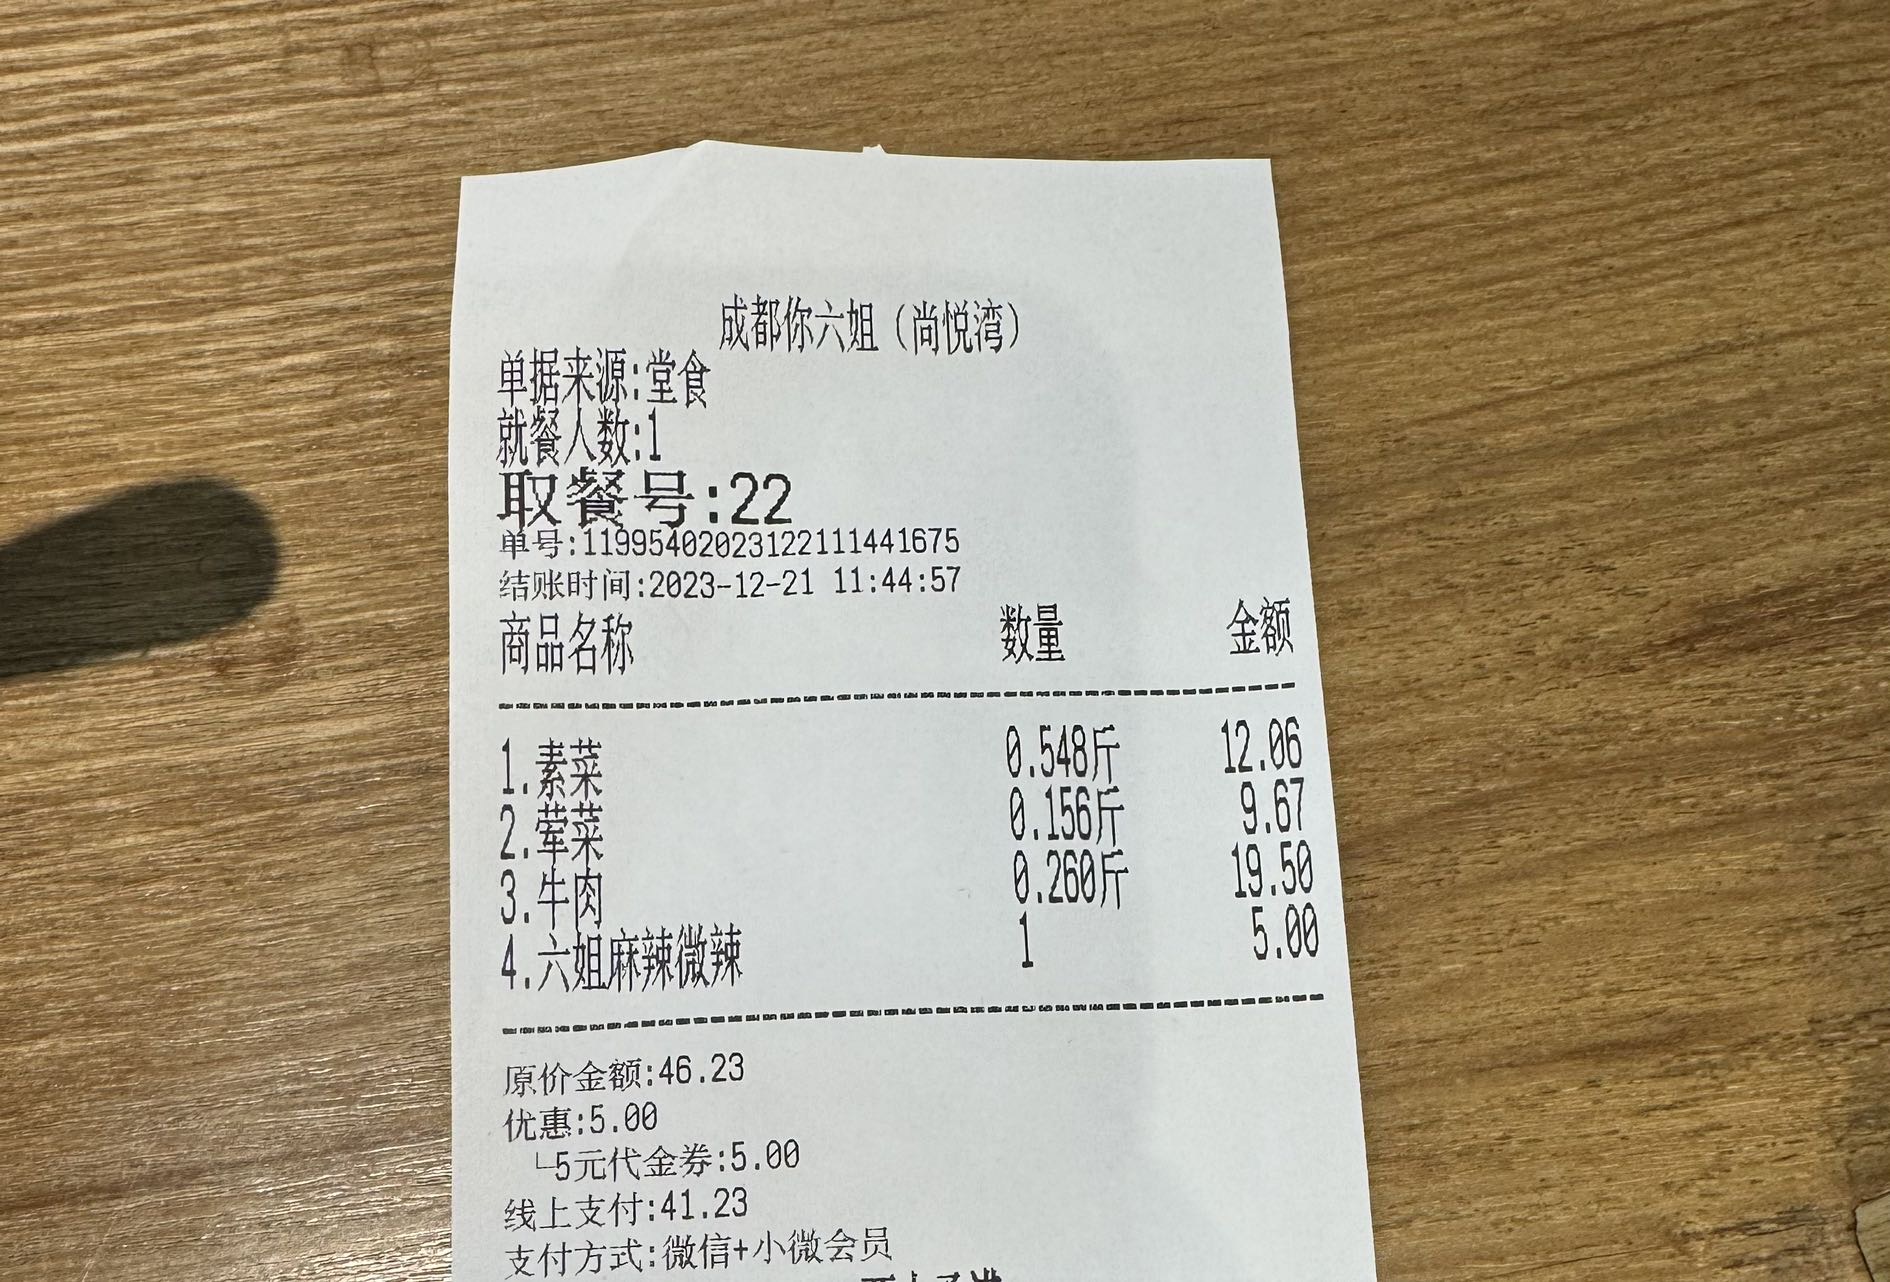 成都你六姐(尚悦湾)
单据来源:堂食
就餐人数:1
取餐号:22
单号:11995402023122111441675
结账时间:2023-12-21 11:44:57
商品名称 数量 金额
1.素菜 0.548斤 12.06
2.荤菜 0.156斤 9.67
3.牛肉 0.260斤 19.50
4.六姐麻辣微辣 1 5.00
原价金额:46.23
优惠:5.00
└5元代金券:5.00
线上支付:41.23
支付方式:微信+小微会员